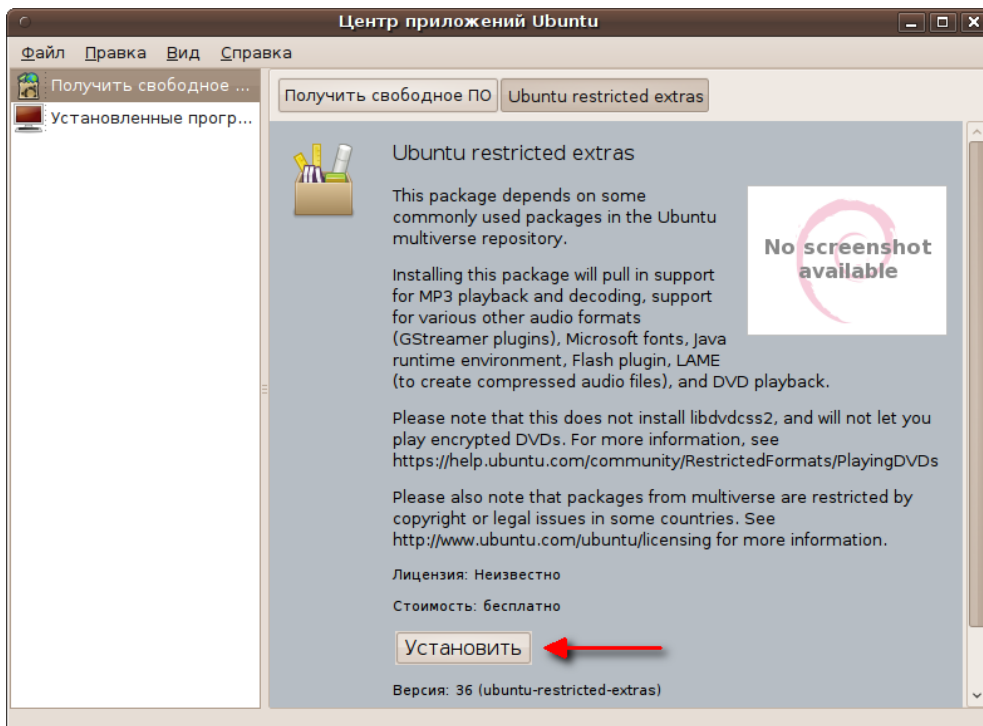 Центр приложений Ubuntu
Файл Правка Вид Справка
Получить свободное ...
Установленные прогр...
Получить свободное ПО Ubuntu restricted extras
Ubuntu restricted extras
This package depends on some
commonly used packages in the Ubuntu
multiverse repository.
No screenshot
available
Installing this package will pull in support
for MP3 playback and decoding, support
for various other audio formats
(GStreamer plugins), Microsoft fonts, Java
runtime environment, Flash plugin, LAME
(to create compressed audio files), and DVD playback.
Please note that this does not install libdvdcss2, and will not let you
play encrypted DVDs. For more information, see
https://help.ubuntu.com/community/RestrictedFormats/PlayingDVDs
Please also note that packages from multiverse are restricted by
copyright or legal issues in some countries. See
http://www.ubuntu.com/ubuntu/licensing for more information.
Лицензия: Неизвестно
Стоимость: бесплатно
Установить
Версия: 36 (ubuntu-restricted-extras)